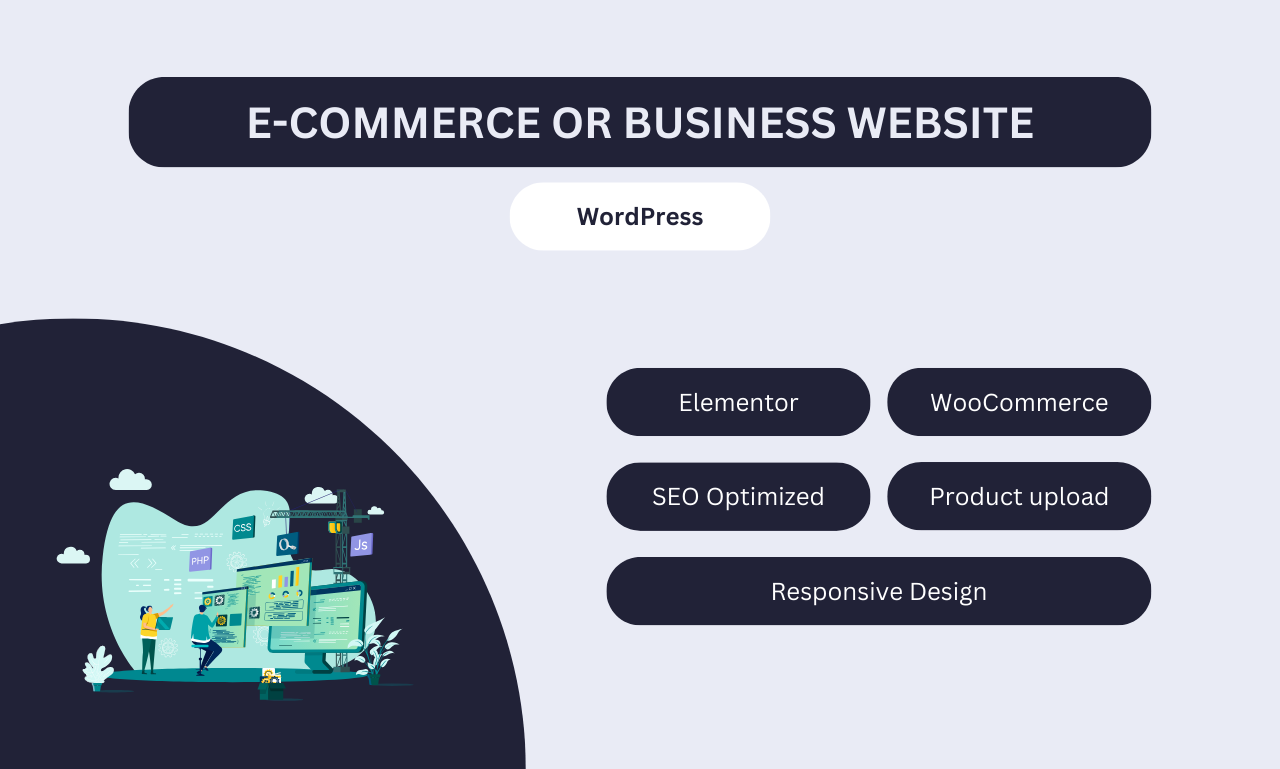 E-COMMERCE OR BUSINESS WEBSITE
WordPress
Elementor
WooCommerce
SEO Optimized
Product upload
Responsive Design
CSS
PHP
Js